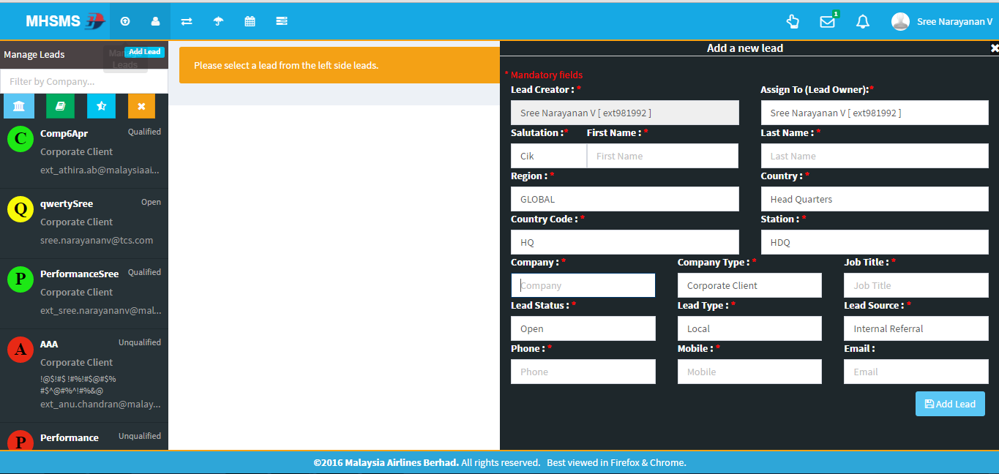 MHSMS
1
Sree Narayanan V
Manage Leads
Manage Leads
Add Lead
Filter by Company...
C
Comp6Apr
Qualified
Corporate Client
ext_athira.ab@malaysiaai...
Q
qwertySree
Open
Corporate Client
sree.narayananv@tcs.com
P
PerformanceSree
Qualified
Corporate Client
ext_sree.narayananv@mal...
A
AAA
Unqualified
Corporate Client
!@$!#$ !#%!#$@#$%
#$^@#%^!#%&@
ext_anu.chandran@malay...
P
Performance
Unqualified
Please select a lead from the left side leads.
Add a new lead
* Mandatory fields
Lead Creator : *
Assign To (Lead Owner):*
Sree Narayanan V [ ext981992 ]
Sree Narayanan V [ ext981992 ]
Salutation :*
First Name : *
Last Name : *
Cik
First Name
Last Name
Region : *
Country : *
GLOBAL
Head Quarters
Country Code : *
Station : *
HQ
HDQ
Company : *
Company Type : *
Job Title : *
Company
Corporate Client
Job Title
Lead Status : *
Lead Type : *
Lead Source : *
Open
Local
Internal Referral
Phone : *
Mobile : *
Email :
Phone
Mobile
Email
Add Lead
©2016 Malaysia Airlines Berhad. All rights reserved. Best viewed in Firefox & Chrome.